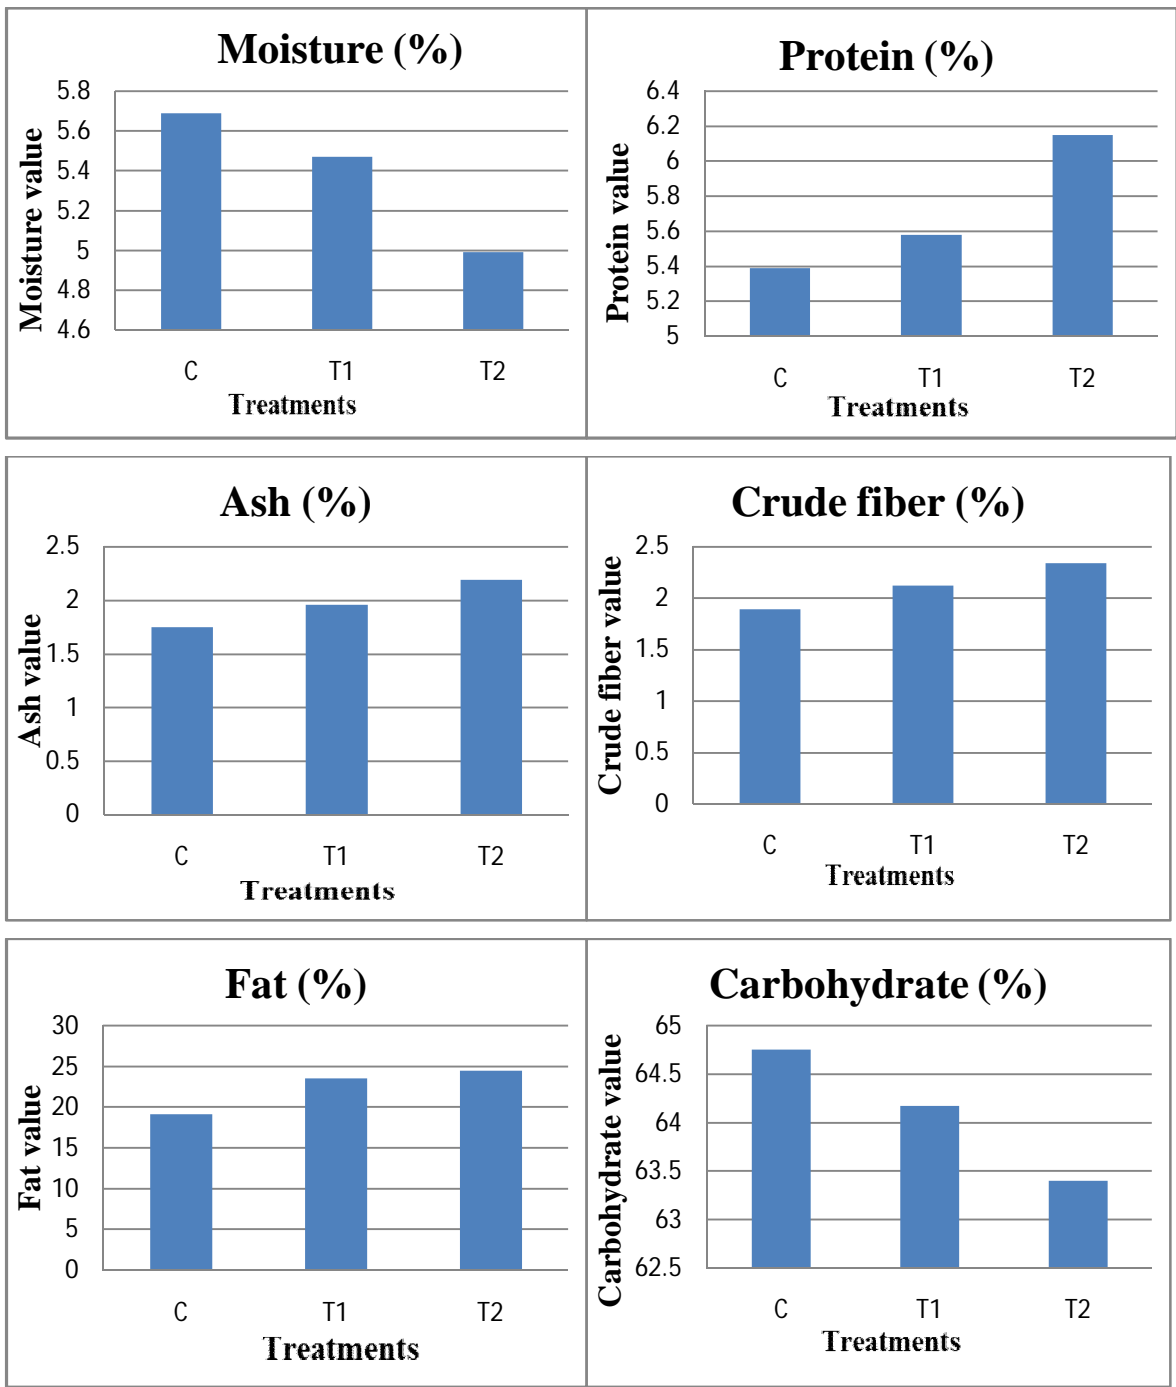 Moisture (%)
5.8
5.6
5.4
5.2
5
4.8
4.6
Moisture value
C T1 T2
Treatments
Protein (%)
6.4
6.2
6
5.8
5.6
5.4
5.2
5
Protein value
C T1 T2
Treatments
Ash (%)
2.5
2
1.5
1
0.5
0
Ash value
C T1 T2
Treatments
Crude fiber (%)
2.5
2
1.5
1
0.5
0
Crude fiber value
C T1 T2
Treatments
Fat (%)
30
25
20
15
10
5
0
Fat value
C T1 T2
Treatments
Carbohydrate (%)
65
64.5
64
63.5
63
62.5
Carbohydrate value
C T1 T2
Treatments